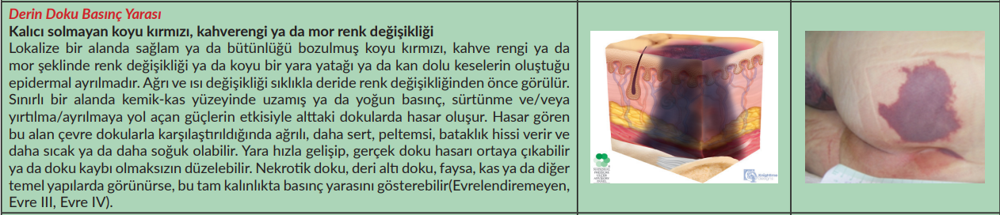 Derin Doku Basınç Yarası
Kalıcı solmayan koyu kırmızı, kahverengi ya da mor renk değişikliği
Lokalize bir alanda sağlam ya da bütünlüğü bozulmuş koyu kırmızı, kahve rengi ya da
mor şeklinde renk değişikliği ya da koyu bir yara yatağı ya da kan dolu keselerin oluştuğu
epidermal ayrılmadır. Ağrı ve ısı değişikliği sıklıkla deride renk değişikliğinden önce görülür.
Sınırlı bir alanda kemik-kas yüzeyinde uzamış ya da yoğun basınç, sürtünme ve/veya
yırtılma/ayrılmaya yol açan güçlerin etkisiyle alttaki dokularda hasar oluşur. Hasar gören
bu alan çevre dokularla karşılaştırıldığında ağrılı, daha sert, peltemsi, bataklık hissi verir ve
daha sıcak ya da daha soğuk olabilir. Yara hızla gelişip, gerçek doku hasarı ortaya çıkabilir
ya da doku kaybı olmaksızın düzelebilir. Nekrotik doku, deri altı doku, faysa, kas ya da diğer
temel yapılarda görünürse, bu tam kalınlıkta basınç yarasını gösterebilir(Evrelendiremeyen,
Evre III, Evre IV).